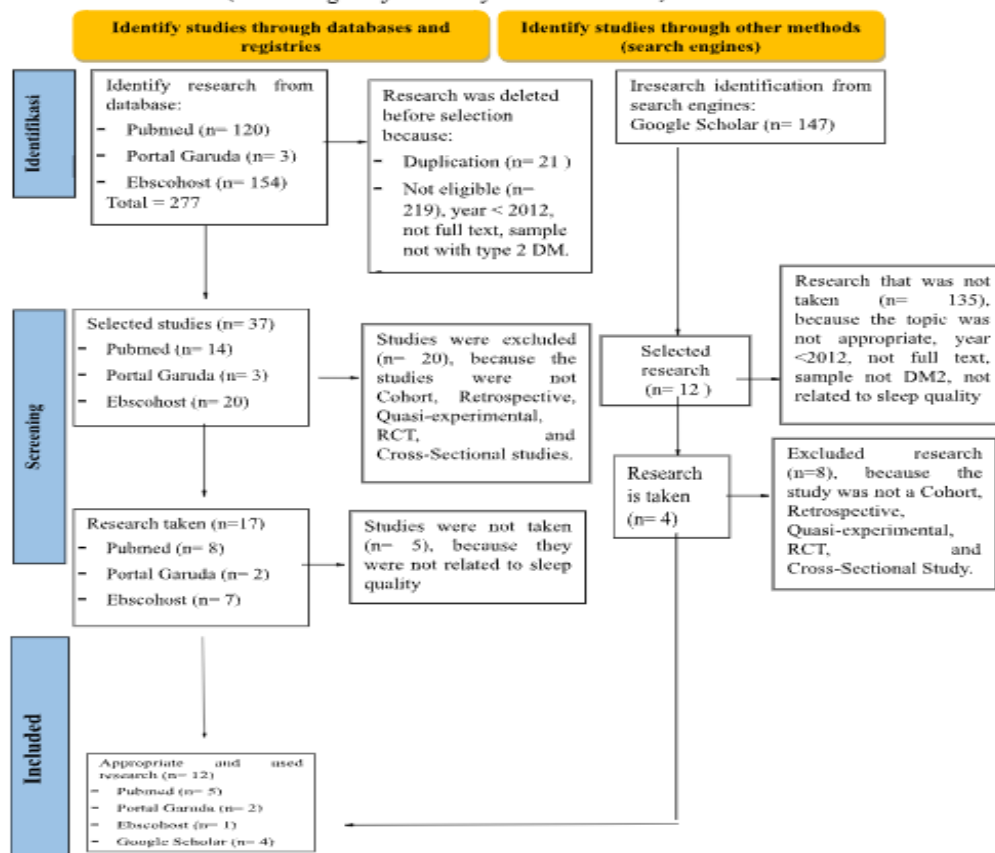 Identify studies through databases and
registries
Identify studies through other methods
(search engines)
Identifikasi
Identify research from
database:
- Pubmed (n= 120)
- Portal Garuda (n= 3)
- Ebscohost (n= 154)
Total = 277
Research was deleted
before selection
because:
- Duplication (n= 21 )
- Not eligible (n=
219), year < 2012,
not full text, sample
not with type 2 DM.
Iresearch identification from
search engines:
Google Scholar (n= 147)
Screening
Selected studies (n= 37)
- Pubmed (n= 14)
- Portal Garuda (n= 3)
- Ebscohost (n= 20)
Studies were excluded
(n= 20), because the
studies were not
Cohort, Retrospective,
Quasi-experimental,
RCT, and
Cross-Sectional studies.
Selected
research
(n= 12 )
Research that was not
taken (n= 135),
because the topic was
not appropriate, year
<2012, not full text,
sample not DM2, not
related to sleep quality
Research
is taken
(n= 4)
Excluded research
(n=8), because the
study was not a Cohort,
Retrospective,
Quasi-experimental,
RCT, and
Cross-Sectional Study.
Research taken (n=17)
- Pubmed (n= 8)
- Portal Garuda (n= 2)
- Ebscohost (n= 7)
Studies were not taken
(n= 5), because they
were not related to sleep
quality
Included
Appropriate and used
research (n= 12)
- Pubmed (n= 5)
- Portal Garuda (n= 2)
- Ebscohost (n= 1)
- Google Scholar (n= 4)